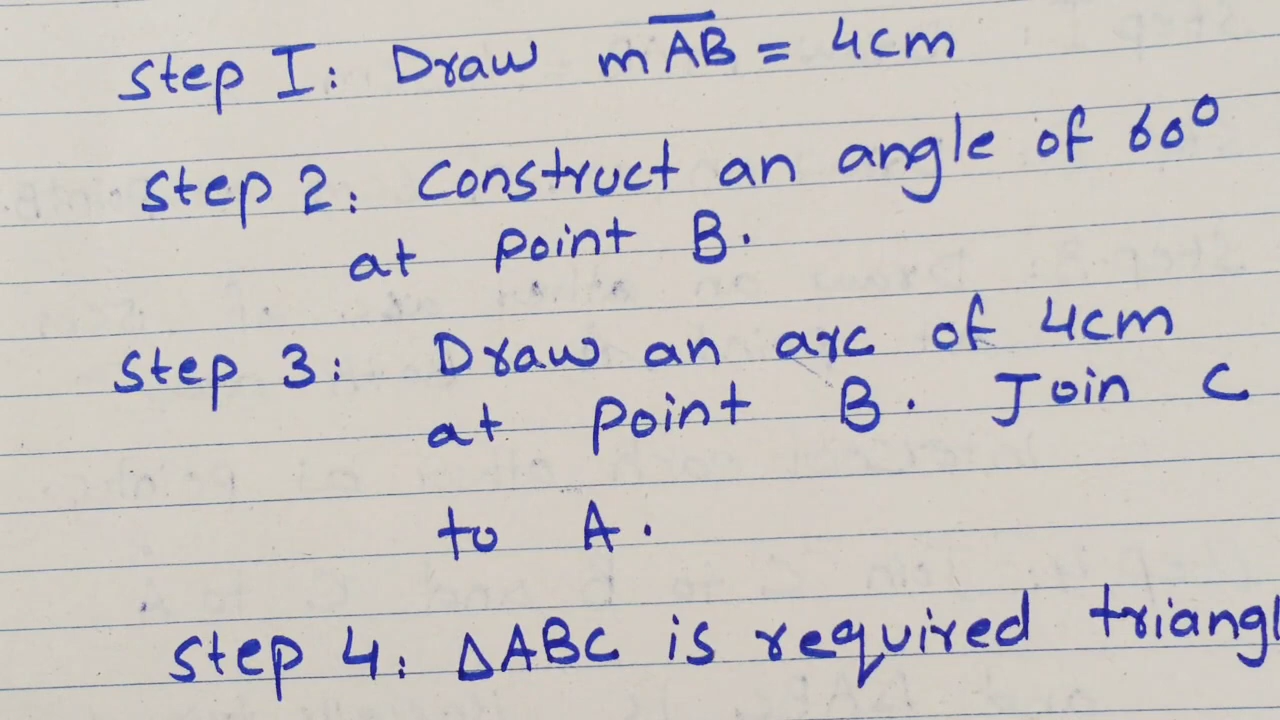 Step I: Draw m A̅B̅ = 4cm
Step 2: Construct an angle of 60°
at point B.
Step 3: Draw an arc of 4cm
at point B. Join C
to A.
Step 4: ΔABC is required triangl